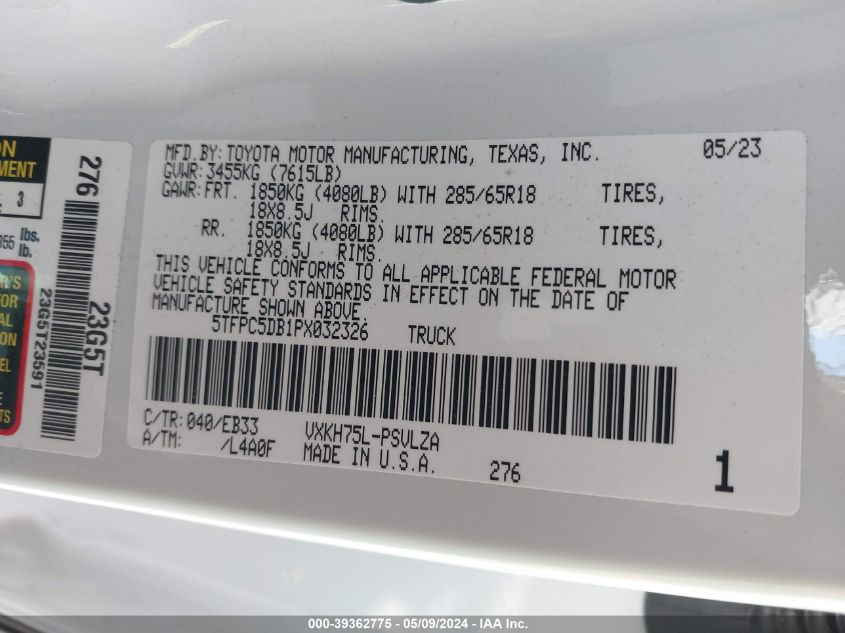 MFD.BY: TOYOTA MOTOR MANUFACTURING, TEXAS, INC. 05/23
GVWR: 3455KG (7615LB)
GAWR: FRT. 1850KG (4080LB) WITH 285/65R18 TIRES,
18X8.5J RIMS.
RR. 1850KG (4080LB) WITH 285/65R18 TIRES,
18X8.5J RIMS.
THIS VEHICLE CONFORMS TO ALL APPLICABLE FEDERAL MOTOR
VEHICLE SAFETY STANDARDS IN EFFECT ON THE DATE OF
MANUFACTURE SHOWN ABOVE.
5TFPC5DB1PX032326 TRUCK
C/TR: 040/EB33 VXKH75L-PSVLZA
A/TM: /L4A0F MADE IN U.S.A. 276 1
276
23G5T
23G5T23591
3
355 lbs.
lb.
000-39362775 - 05/09/2024 - IAA Inc.